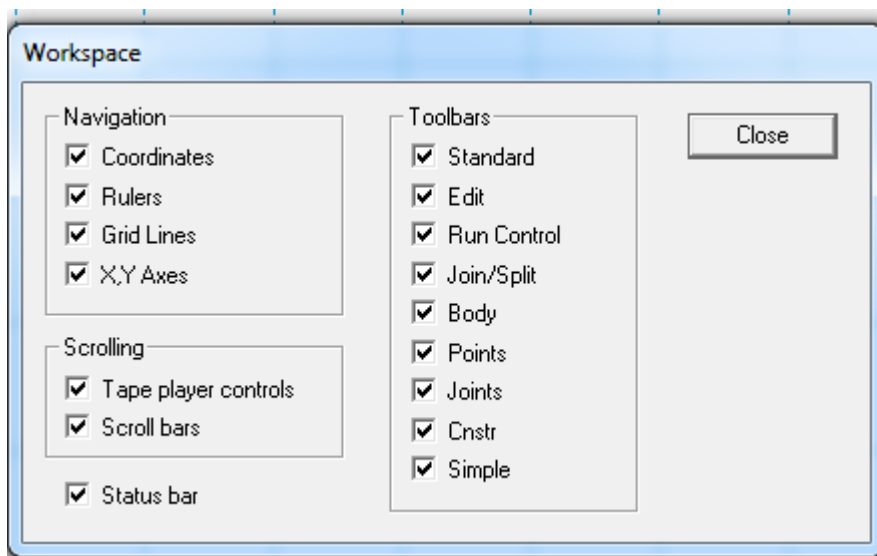 Workspace
Navigation
Coordinates
Rulers
Grid Lines
X,Y Axes
Scrolling
Tape player controls
Scroll bars
Status bar
Toolbars
Standard
Edit
Run Control
Join/Split
Body
Points
Joints
Cnstr
Simple
Close